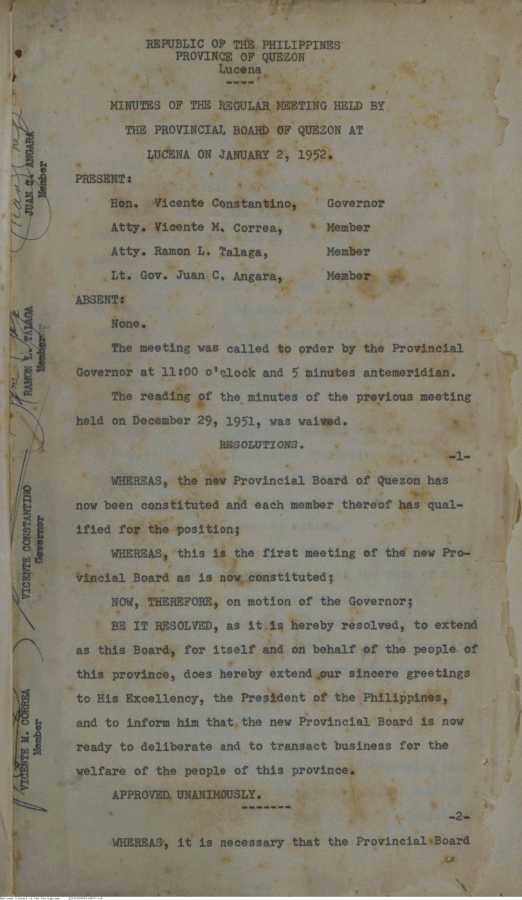 REPUBLIC OF THE PHILIPPINES
PROVINCE OF QUEZON
Lucena
----
MINUTES OF THE REGULAR MEETING HELD BY
THE PROVINCIAL BOARD OF QUEZON AT
LUCENA ON JANUARY 2, 1952.
PRESENT:
Hon. Vicente Constantino, Governor
Atty. Vicente M. Correa, Member
Atty. Ramon L. Talaga, Member
Lt. Gov. Juan C. Angara, Member
ABSENT:
None.
The meeting was called to order by the Provincial
Governor at 11:00 o'clock and 5 minutes antemeridian.
The reading of the minutes of the previous meeting
held on December 29, 1951, was waived.
RESOLUTIONS.
-1-
WHEREAS, the new Provincial Board of Quezon has
now been constituted and each member thereof has qual-
ified for the position;
WHEREAS, this is the first meeting of the new Pro-
vincial Board as is now constituted;
NOW, THEREFORE, on motion of the Governor;
BE IT RESOLVED, as it is hereby resolved, to extend
as this Board, for itself and on behalf of the people of
this province, does hereby extend our sincere greetings
to His Excellency, the President of the Philippines,
and to inform him that the new Provincial Board is now
ready to deliberate and to transact business for the
welfare of the people of this province.
APPROVED UNANIMOUSLY.
-------
-2-
WHEREAS, it is necessary that the Provincial Board
JUAN C. ANGARA
Member
RAMON L. TALAGA
Member
VICENTE CONSTANTINO
Governor
VICENTE M. CORREA
Member